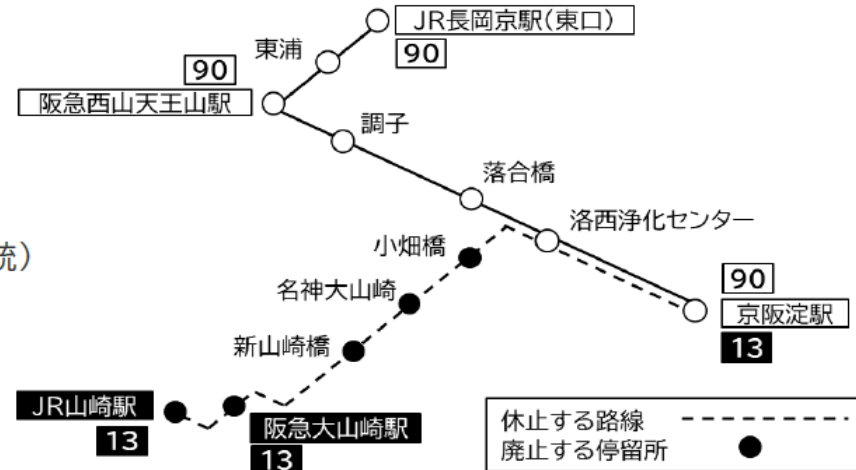 JR長岡京駅(東口)
90
東浦
90
阪急西山天王山駅
調子
落合橋
洛西浄化センター
統)
小畑橋
名神大山崎
90
京阪淀駅
13
新山崎橋
JR山崎駅
13
阪急大山崎駅
13
休止する路線
廃止する停留所